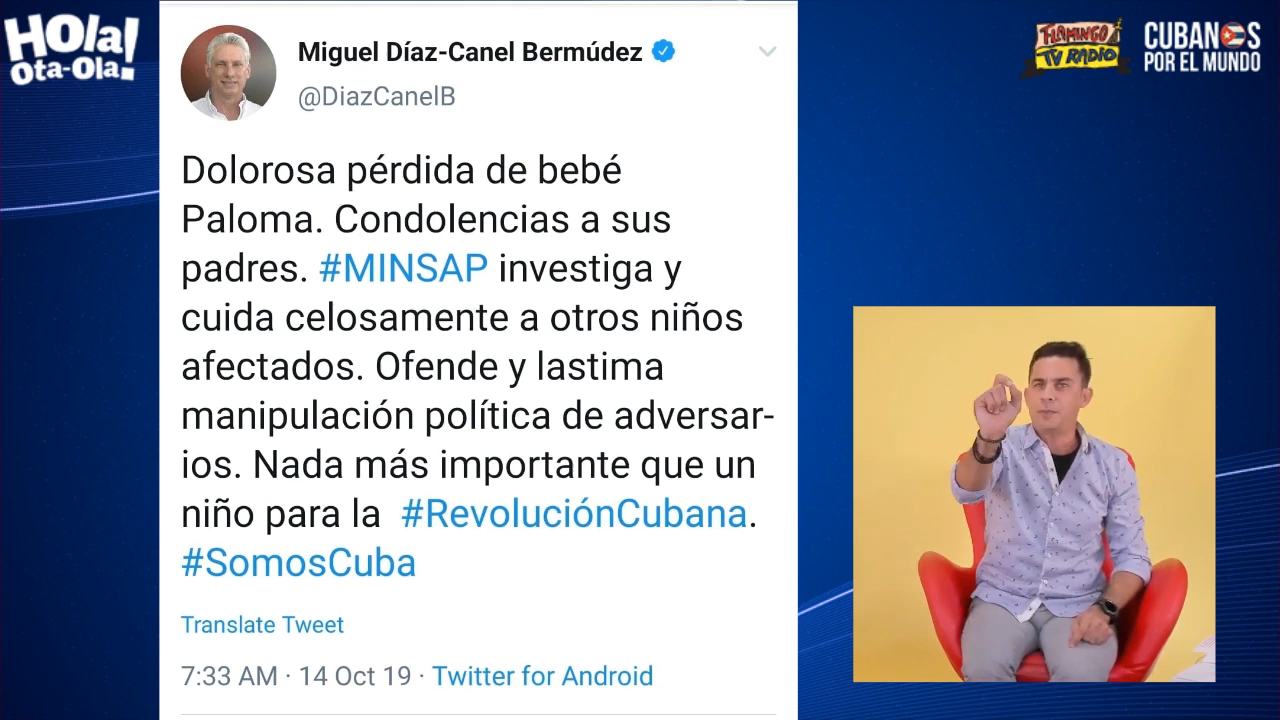 HOla!
Ota-Ola!
Miguel Díaz-Canel Bermúdez
@DiazCanelB
Dolorosa pérdida de bebé
Paloma. Condolencias a sus
padres. #MINSAP investiga y
cuida celosamente a otros niños
afectados. Ofende y lastima
manipulación política de adversar-
ios. Nada más importante que un
niño para la #RevoluciónCubana.
#SomosCuba
Translate Tweet
7:33 AM · 14 Oct 19 · Twitter for Android
FLAMINGO
TV RADIO
CUBANOS
POR EL MUNDO